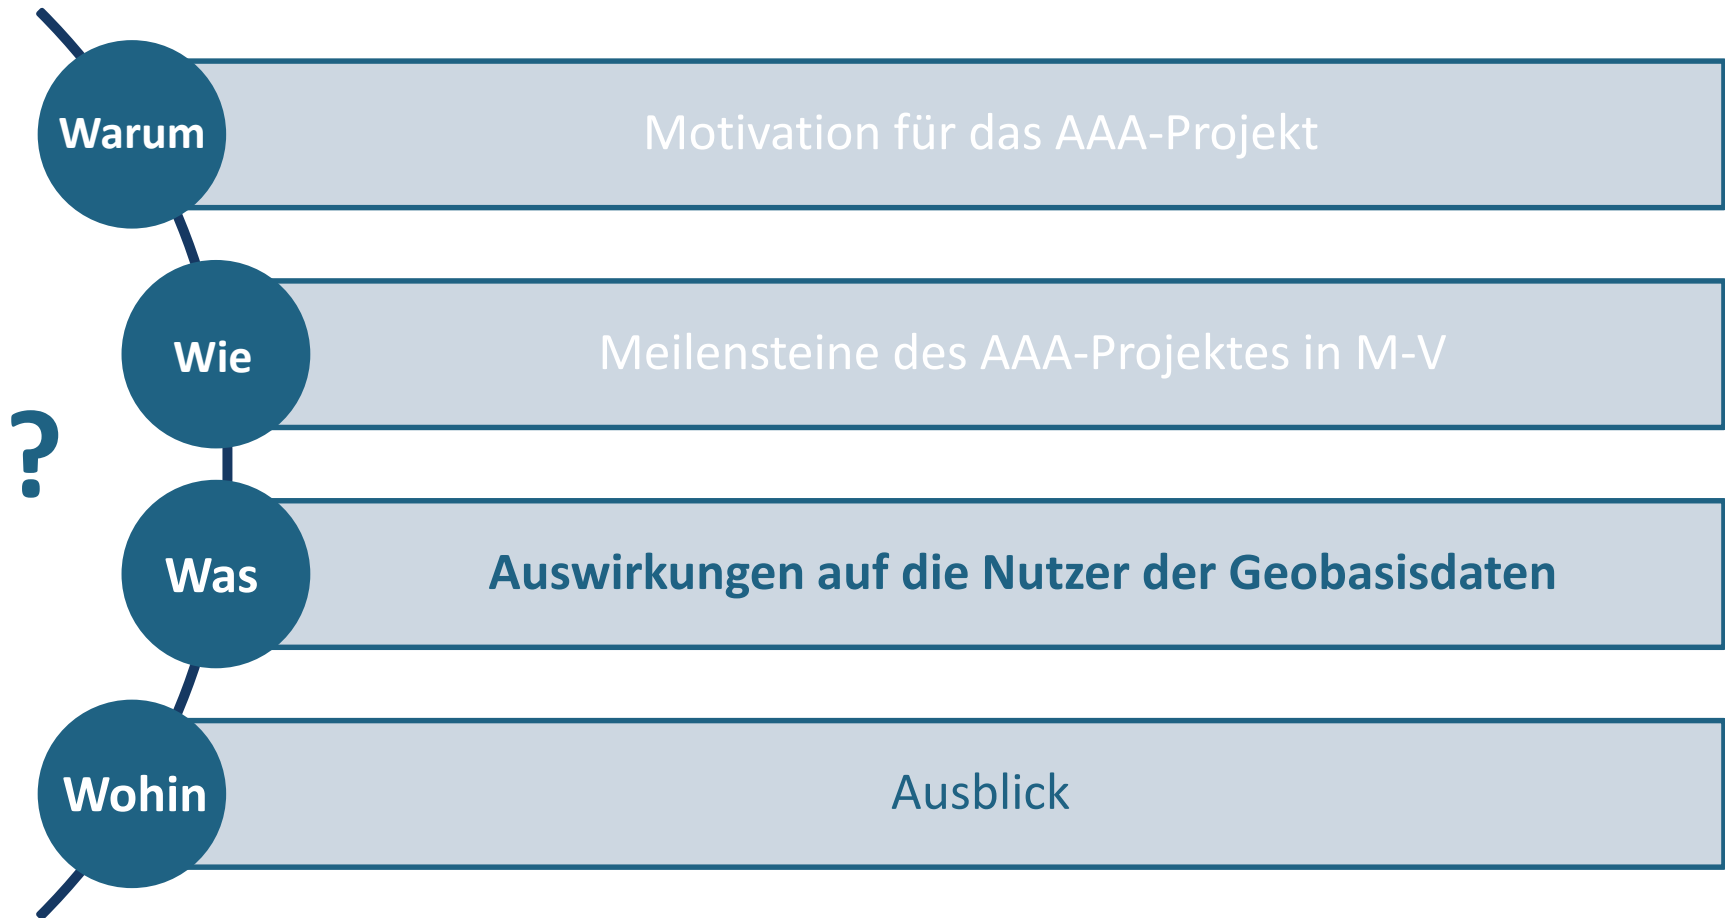 Warum
Motivation für das AAA-Projekt
Wie
Meilensteine des AAA-Projektes in M-V
?
Was
Auswirkungen auf die Nutzer der Geobasisdaten
Wohin
Ausblick